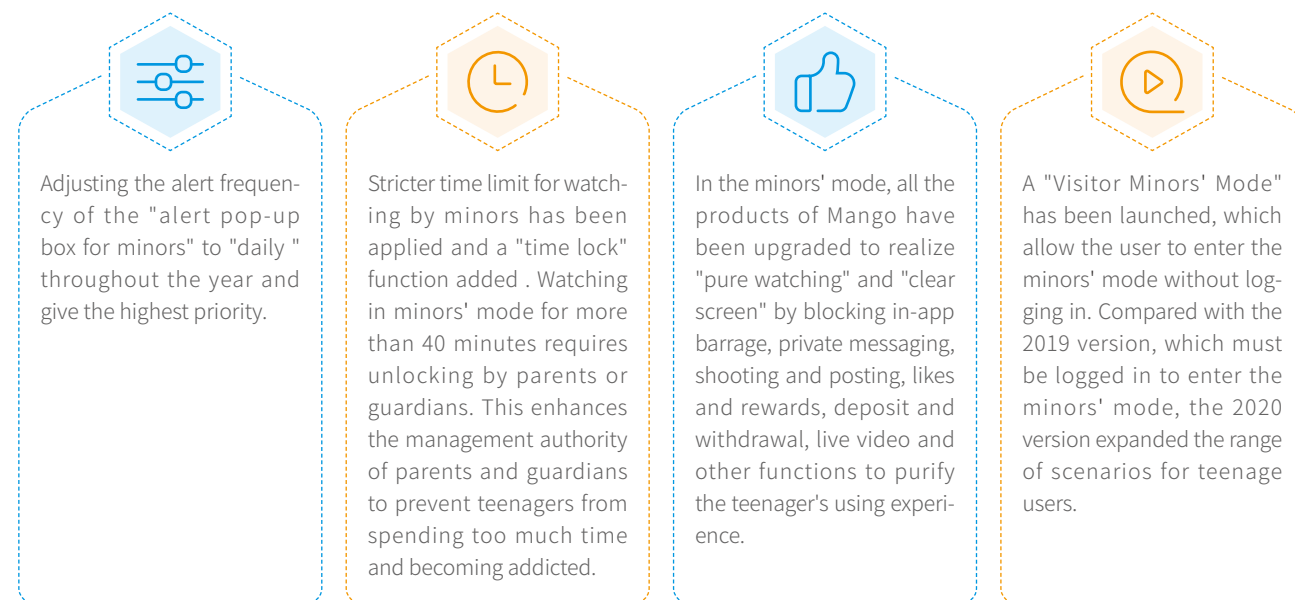 Adjusting the alert frequen-
cy of the "alert pop-up
box for minors" to "daily "
throughout the year and
give the highest priority.
Stricter time limit for watch-
ing by minors has been
applied and a "time lock"
function added . Watching
in minors' mode for more
than 40 minutes requires
unlocking by parents or
guardians. This enhances
the management authority
of parents and guardians
to prevent teenagers from
spending too much time
and becoming addicted.
In the minors' mode, all the
products of Mango have
been upgraded to realize
"pure watching" and "clear
screen" by blocking in-app
barrage, private messaging,
shooting and posting, likes
and rewards, deposit and
withdrawal, live video and
other functions to purify
the teenager's using experi-
ence.
A "Visitor Minors' Mode"
has been launched, which
allow the user to enter the
minors' mode without log-
ging in. Compared with the
2019 version, which must
be logged in to enter the
minors' mode, the 2020
version expanded the range
of scenarios for teenage
users.